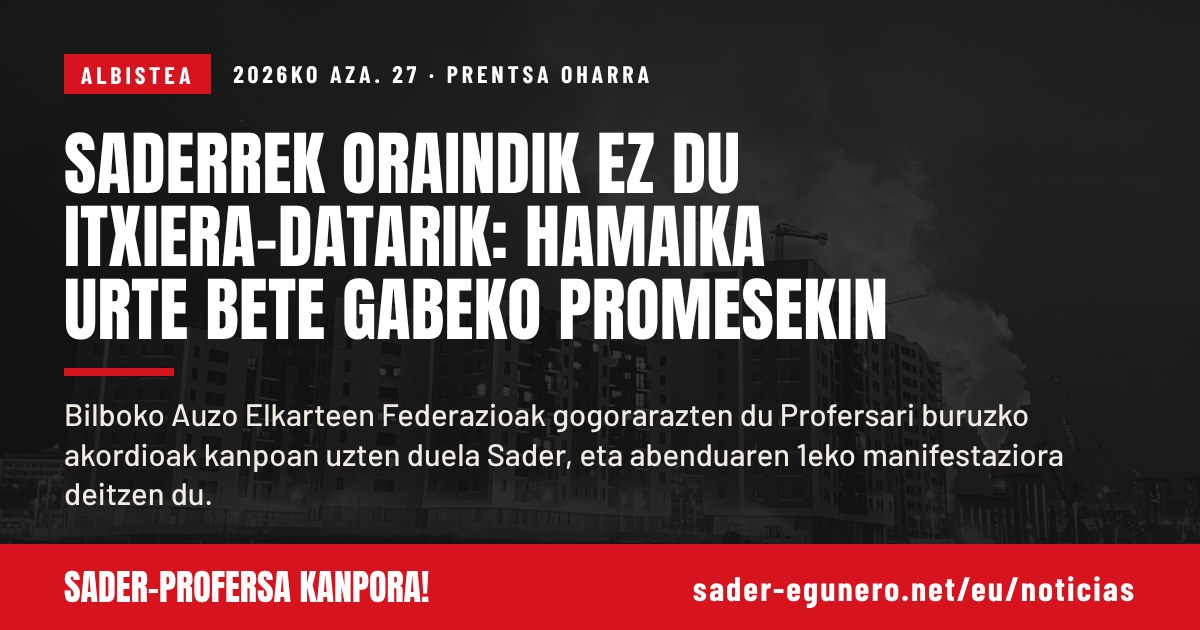 ALBISTEA
2026KO AZA. 27 · PRENTSA OHARRA
SADERREK ORAINDIK EZ DU
ITXIERA-DATARIK: HAMAIKA
URTE BETE GABEKO PROMESEKIN
Bilboko Auzo Elkarteen Federazioak gogorarazten du Profersari buruzko
akordioak kanpoan uzten duela Sader, eta abenduaren 1eko manifestaziora
deitzen du.
SADER-PROFERSA KANPORA!
sader-egunero.net/eu/noticias